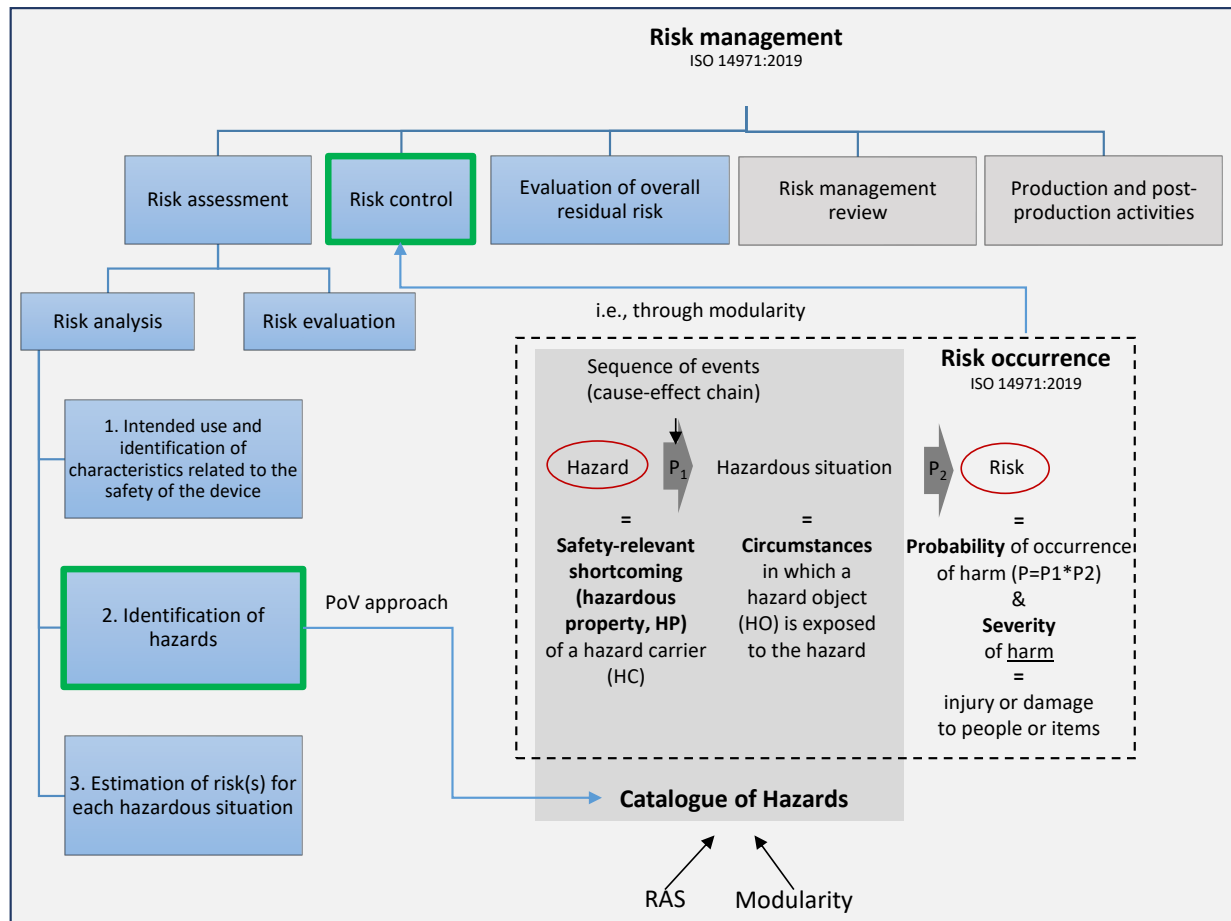 Risk management
ISO 14971:2019
Risk assessment
Risk control
Evaluation of overall
residual risk
Risk management
review
Production and post-
production activities
Risk analysis
Risk evaluation
i.e., through modularity
1. Intended use and
identification of
characteristics related to the
safety of the device
2. Identification of
hazards
3. Estimation of risk(s) for
each hazardous situation
PoV approach
Sequence of events
(cause-effect chain)
Risk occurrence
ISO 14971:2019
Hazard
P1
Hazardous situation
P2
Risk
=
Safety-relevant
shortcoming
(hazardous
property, HP)
of a hazard carrier
(HC)
=
Circumstances
in which a
hazard object
(HO) is exposed
to the hazard
=
Probability of occurrence
of harm (P=P1*P2)
&
Severity
of harm
=
injury or damage
to people or items
Catalogue of Hazards
RAS
Modularity